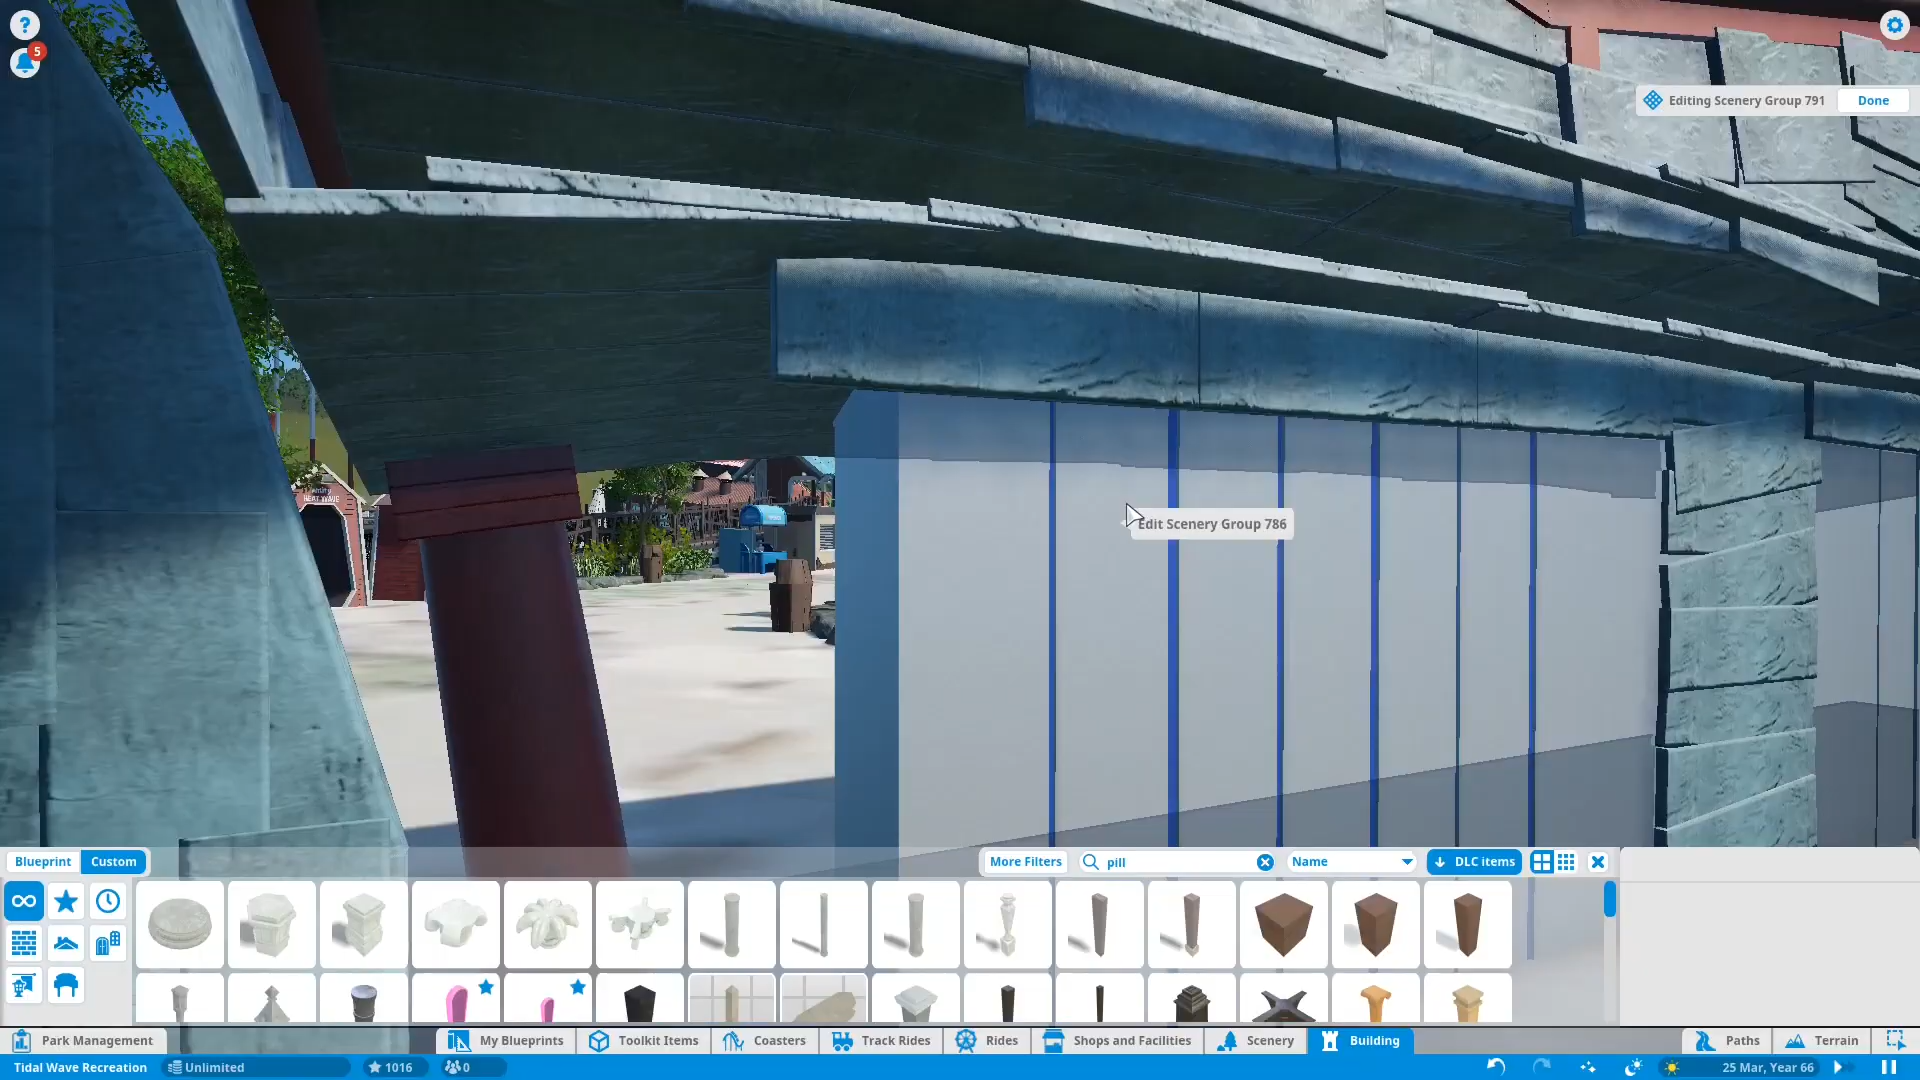 ?
5
Editing Scenery Group 791
Done
HEAT WAVE
Edit Scenery Group 786
Blueprint
Custom
More Filters
pill
Name
DLC items
Park Management
My Blueprints
Toolkit Items
Coasters
Track Rides
Rides
Shops and Facilities
Scenery
Building
Paths
Terrain
Tidal Wave Recreation
Unlimited
1016
0
25 Mar, Year 66